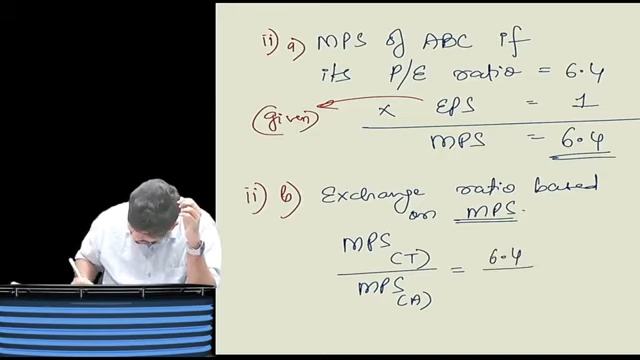 ii) a) MPS of ABC if
its P/E ratio = 6.4
(given) x EPS = 1
MPS = 6.4
ii) b) Exchange ratio based
on MPS.
MPS(T) / MPS(A) = 6.4